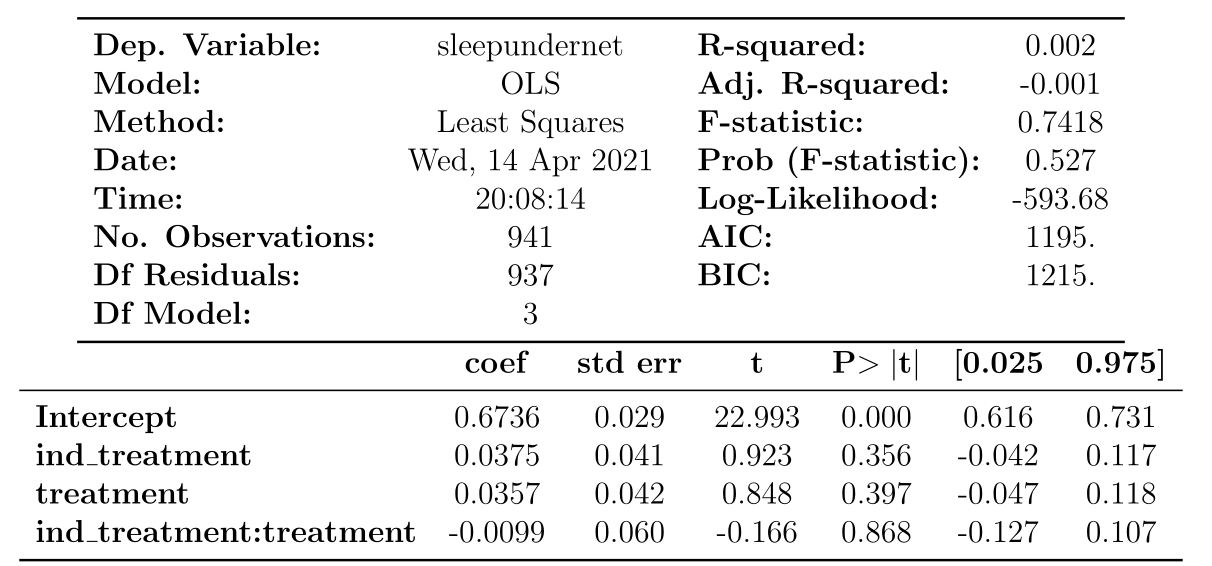 Dep. Variable: sleepundernet R-squared: 0.002
Model: OLS Adj. R-squared: -0.001
Method: Least Squares F-statistic: 0.7418
Date: Wed, 14 Apr 2021 Prob (F-statistic): 0.527
Time: 20:08:14 Log-Likelihood: -593.68
No. Observations: 941 AIC: 1195.
Df Residuals: 937 BIC: 1215.
Df Model: 3
coef std err t P> |t| [0.025 0.975]
Intercept 0.6736 0.029 22.993 0.000 0.616 0.731
ind_treatment 0.0375 0.041 0.923 0.356 -0.042 0.117
treatment 0.0357 0.042 0.848 0.397 -0.047 0.118
ind_treatment:treatment -0.0099 0.060 -0.166 0.868 -0.127 0.107